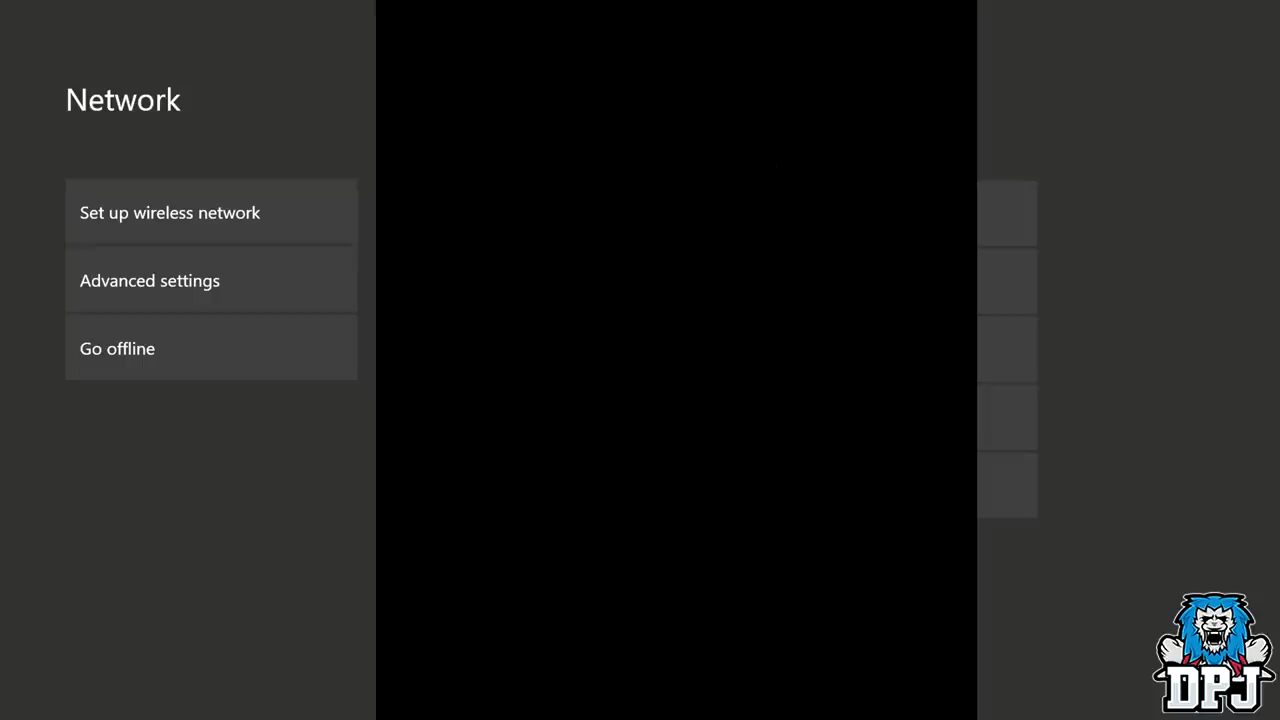 Network
Set up wireless network
Advanced settings
Go offline
DPJ